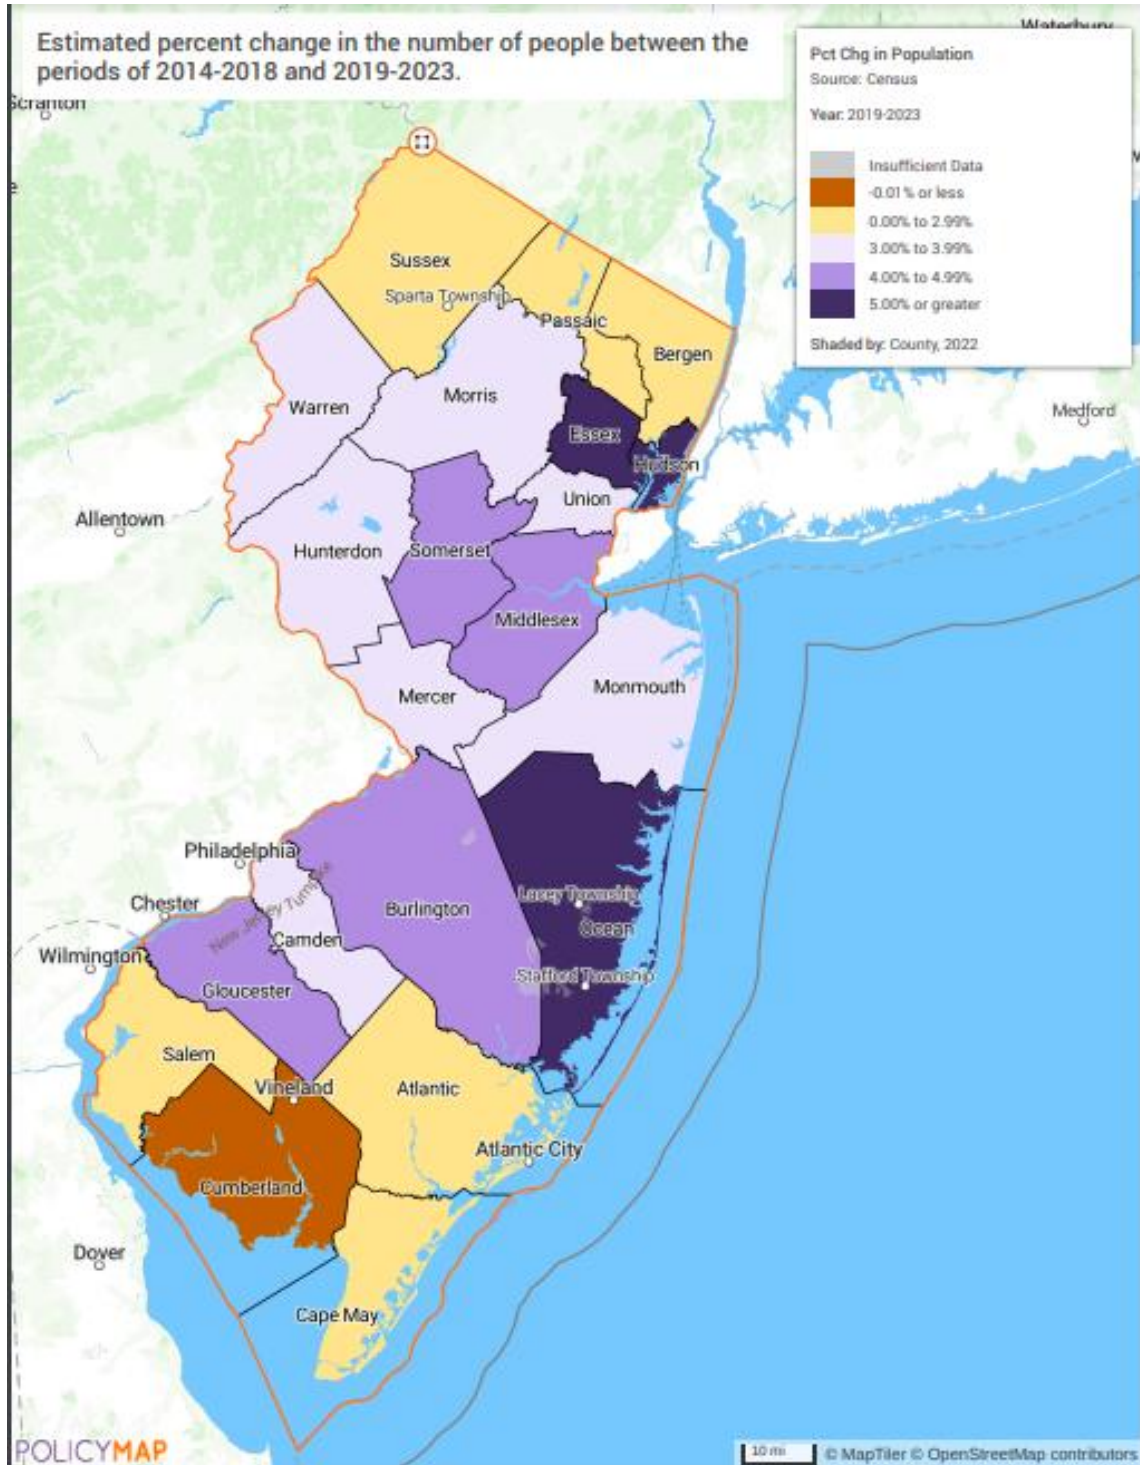 Estimated percent change in the number of people between the
periods of 2014-2018 and 2019-2023.
Waterbury
Pct Chg in Population
Source: Census
Year: 2019-2023
Insufficient Data
-0.01% or less
0.00% to 2.99%
3.00% to 3.99%
4.00% to 4.99%
5.00% or greater
Shaded by: County, 2022
Scranton
Sussex
Sparta Township
Passaic
Bergen
Warren
Morris
Medford
Essex
Hudson
Union
Allentown
Hunterdon
Somerset
Middlesex
Mercer
Monmouth
Philadelphia
New Jersey Turnpike
Chester
Lacey Township
Burlington
Ocean
Camden
Wilmington
Stafford Township
Gloucester
Salem
Vineland
Atlantic
Atlantic City
Cumberland
Dover
Cape May
POLICYMAP
10 mi
© MapTiler © OpenStreetMap contributors